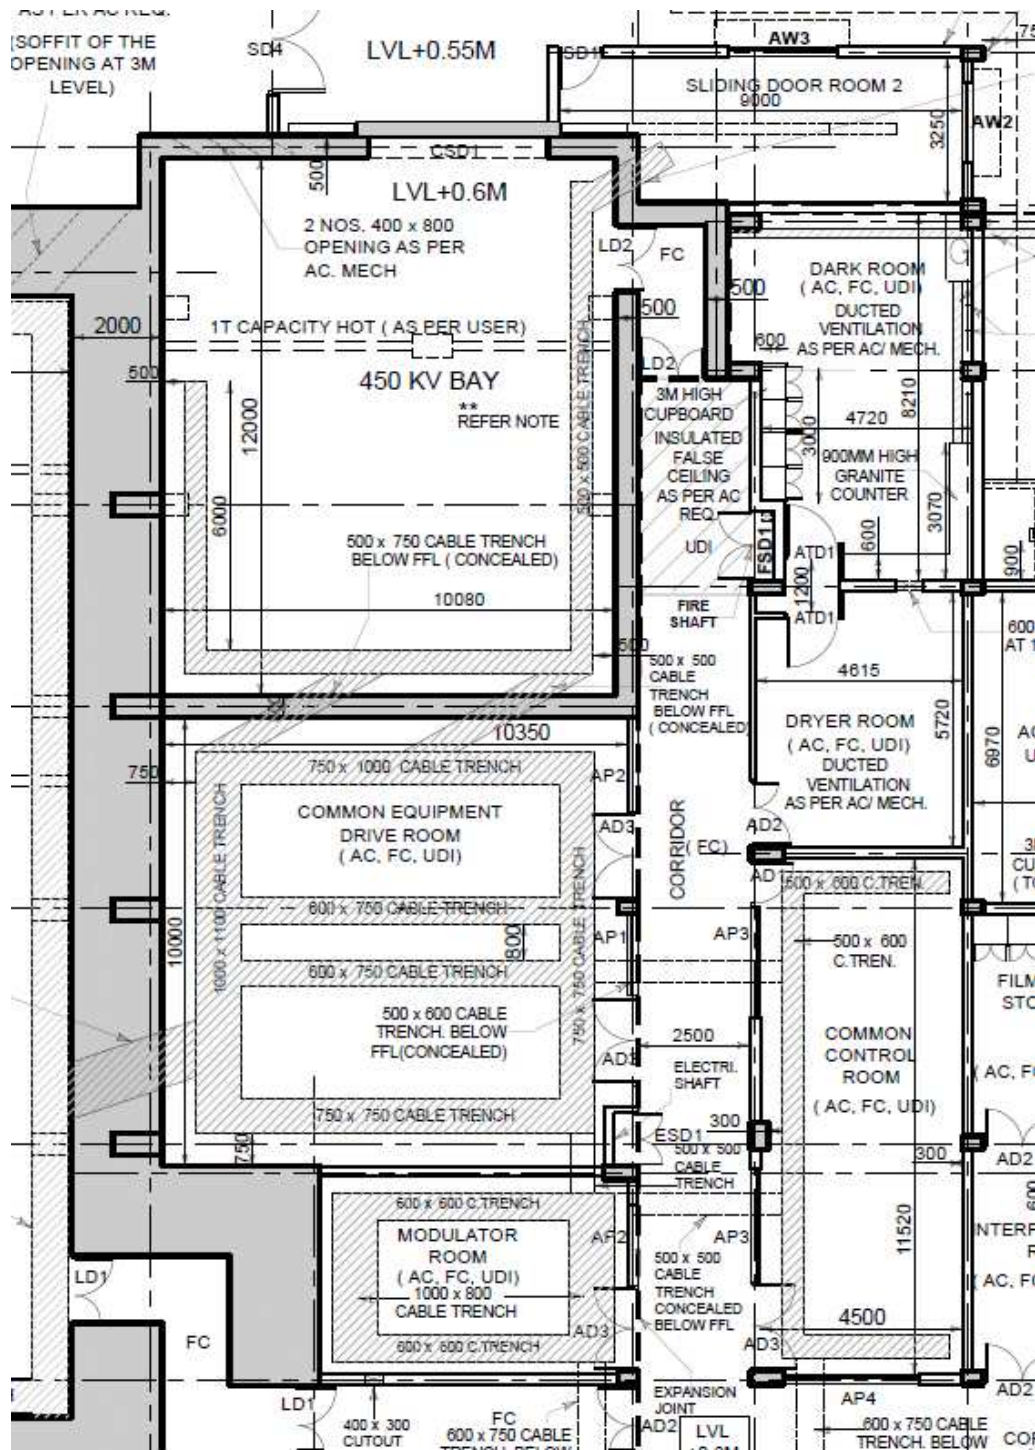 AS PER AC REQ.
(SOFFIT OF THE
OPENING AT 3M
LEVEL)
SD4
LVL+0.55M
SD1
AW3
SLIDING DOOR ROOM 2
9000
3250
AW2
CSD1
500
LVL+0.6M
2 NOS. 400 x 800
OPENING AS PER
AC. MECH
LD2
FC
500
DARK ROOM
( AC, FC, UDI)
DUCTED
VENTILATION
AS PER AC/ MECH.
2000
1T CAPACITY HOT ( AS PER USER)
500
600
LD2
500
450 KV BAY
**
REFER NOTE
12000
6000
500 x 500 CABLE TRENCH
3M HIGH
CUPBOARD
INSULATED
FALSE
CEILING
AS PER AC
REQ.
UDI
3000
4720
8210
900MM HIGH
GRANITE
COUNTER
3070
500 x 750 CABLE TRENCH
BELOW FFL ( CONCEALED)
FSD1
ATD1
600
900
1200
10080
FIRE
SHAFT
ATD1
600
AT 1
500
500 x 500
CABLE
TRENCH
BELOW FFL
( CONCEALED)
4615
5720
6970
DRYER ROOM
( AC, FC, UDI)
DUCTED
VENTILATION
AS PER AC/ MECH.
10350
750 x 1000 CABLE TRENCH
750
AP2
COMMON EQUIPMENT
DRIVE ROOM
( AC, FC, UDI)
AD3
AD2
CORRIDOR
( FC)
1000 x 1100 CABLE TRENCH
750 x 750 CABLE TRENCH
600 x 750 CABLE TRENCH
500 x 600 C.TREN.
10000
800
AP1
AP3
500 x 600
C.TREN.
600 x 750 CABLE TRENCH
500 x 600 CABLE
TRENCH. BELOW
FFL(CONCEALED)
2500
COMMON
CONTROL
ROOM
( AC, FC, UDI)
AD3
ELECTRI.
SHAFT
750 x 750 CABLE TRENCH
750
ESD1
300
300
500 x 500
CABLE
TRENCH
AD2
600
600 x 600 C.TRENCH
MODULATOR
ROOM
( AC, FC, UDI)
1000 x 800
CABLE TRENCH
AP3
11520
500 x 500
CABLE
TRENCH
CONCEALED
BELOW FFL
LD1
4500
AD3
AD3
600 x 600 C.TRENCH
FC
LD1
EXPANSION
JOINT
AP4
AD2
400 x 300
CUTOUT
FC
600 x 750 CABLE
AD2
LVL
600 x 750 CABLE
TRENCH. BELOW